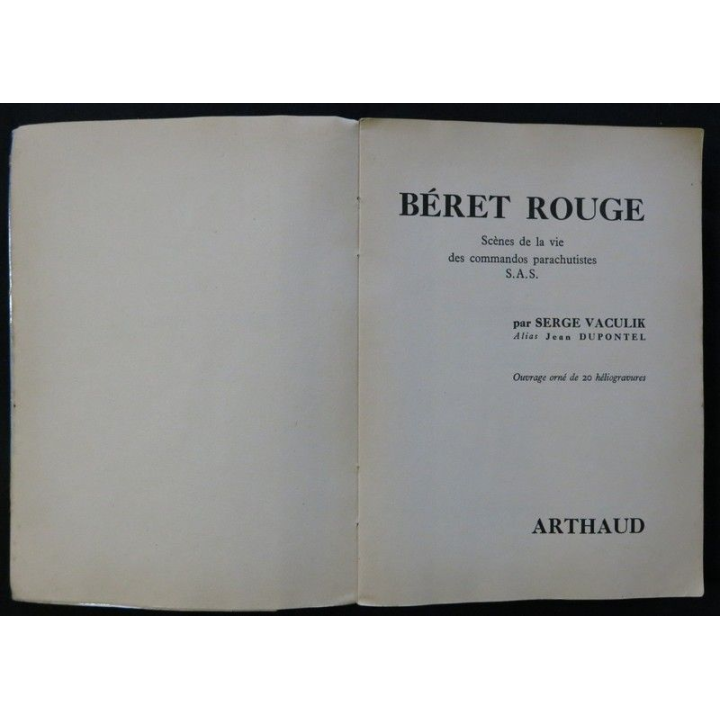 BÉRET ROUGE
Scènes de la vie
des commandos parachutistes
S.A.S.
par SERGE VACULIK
Alias Jean DUPONTEL
Ouvrage orné de 20 héliogravures
ARTHAUD